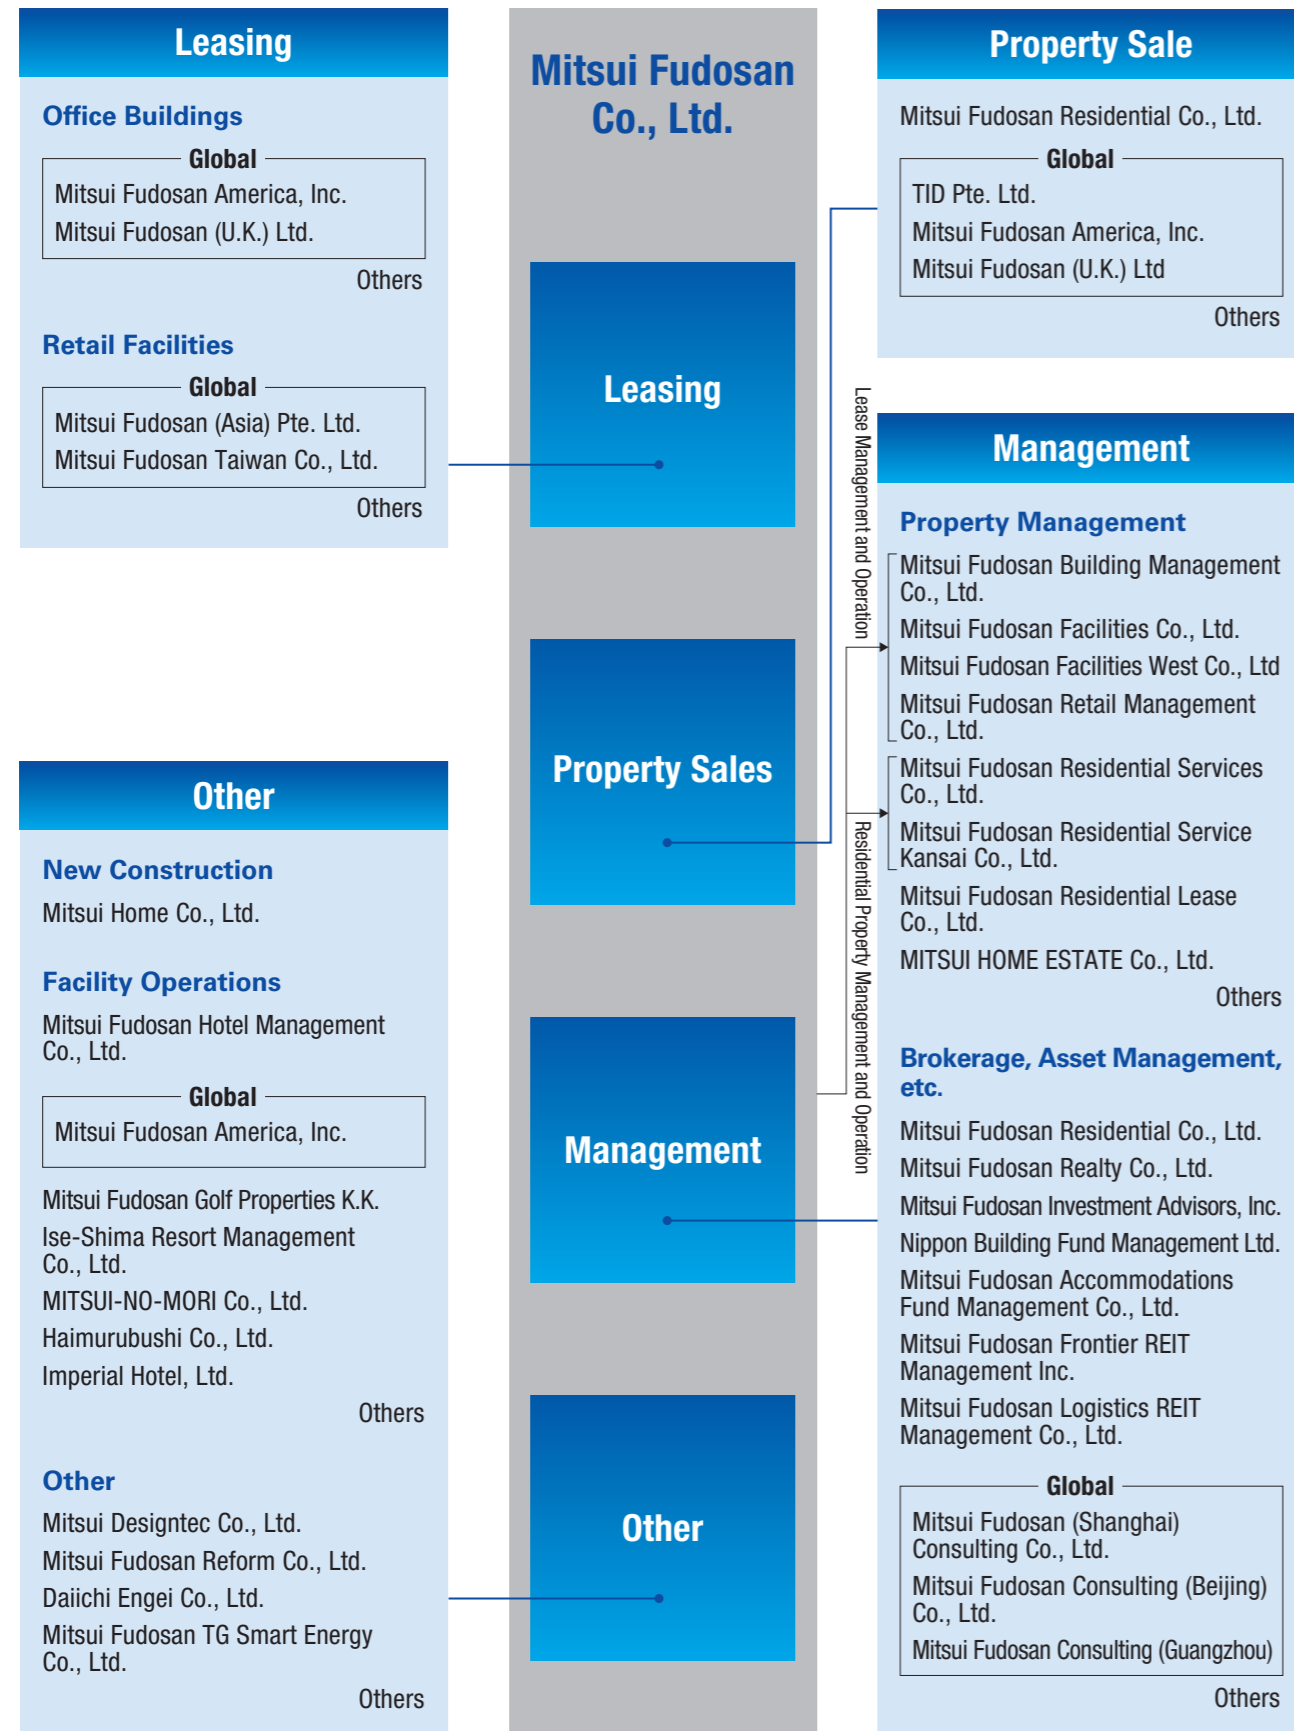 Leasing
Office Buildings
Global
Mitsui Fudosan America, Inc.
Mitsui Fudosan (U.K.) Ltd.
Others
Retail Facilities
Global
Mitsui Fudosan (Asia) Pte. Ltd.
Mitsui Fudosan Taiwan Co., Ltd.
Others
Other
New Construction
Mitsui Home Co., Ltd.
Facility Operations
Mitsui Fudosan Hotel Management
Co., Ltd.
Global
Mitsui Fudosan America, Inc.
Mitsui Fudosan Golf Properties K.K.
Ise-Shima Resort Management
Co., Ltd.
MITSUI-NO-MORI Co., Ltd.
Haimurubushi Co., Ltd.
Imperial Hotel, Ltd.
Others
Other
Mitsui Designtec Co., Ltd.
Mitsui Fudosan Reform Co., Ltd.
Daiichi Engei Co., Ltd.
Mitsui Fudosan TG Smart Energy
Co., Ltd.
Others
Mitsui Fudosan
Co., Ltd.
Leasing
Property Sales
Management
Other
Property Sale
Mitsui Fudosan Residential Co., Ltd.
Global
TID Pte. Ltd.
Mitsui Fudosan America, Inc.
Mitsui Fudosan (U.K.) Ltd
Others
Lease Management and Operation
Residential Property Management and Operation
Management
Property Management
Mitsui Fudosan Building Management
Co., Ltd.
Mitsui Fudosan Facilities Co., Ltd.
Mitsui Fudosan Facilities West Co., Ltd
Mitsui Fudosan Retail Management
Co., Ltd.
Mitsui Fudosan Residential Services
Co., Ltd.
Mitsui Fudosan Residential Service
Kansai Co., Ltd.
Mitsui Fudosan Residential Lease
Co., Ltd.
MITSUI HOME ESTATE Co., Ltd.
Others
Brokerage, Asset Management,
etc.
Mitsui Fudosan Residential Co., Ltd.
Mitsui Fudosan Realty Co., Ltd.
Mitsui Fudosan Investment Advisors, Inc.
Nippon Building Fund Management Ltd.
Mitsui Fudosan Accommodations
Fund Management Co., Ltd.
Mitsui Fudosan Frontier REIT
Management Inc.
Mitsui Fudosan Logistics REIT
Management Co., Ltd.
Global
Mitsui Fudosan (Shanghai)
Consulting Co., Ltd.
Mitsui Fudosan Consulting (Beijing)
Co., Ltd.
Mitsui Fudosan Consulting (Guangzhou)
Others